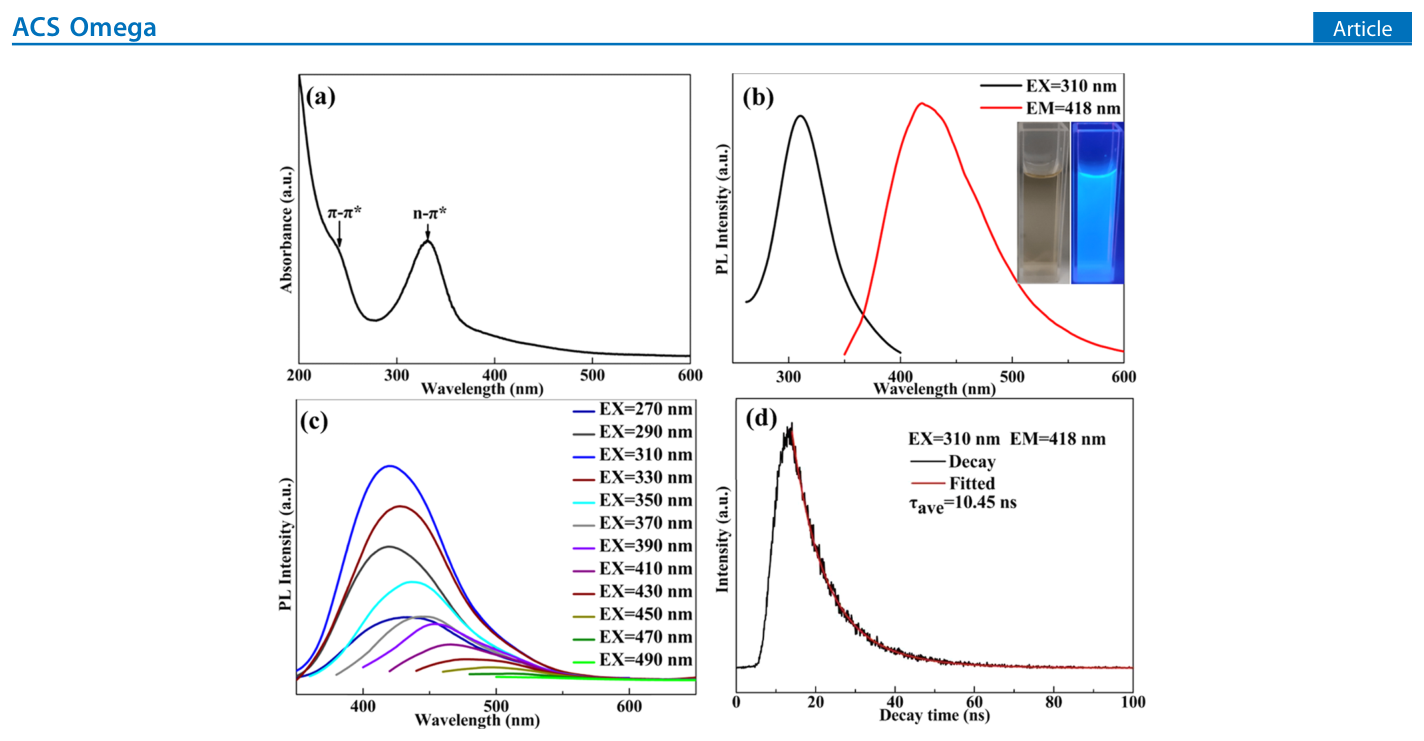 ACS Omega
Article
(a)
π-π*
n-π*
Absorbance (a.u.)
200 300 400 500 600
Wavelength (nm)
(b)
EX=310 nm
EM=418 nm
PL Intensity (a.u.)
300 400 500 600
Wavelength (nm)
(c)
EX=270 nm
EX=290 nm
EX=310 nm
EX=330 nm
EX=350 nm
EX=370 nm
EX=390 nm
EX=410 nm
EX=430 nm
EX=450 nm
EX=470 nm
EX=490 nm
PL Intensity (a.u.)
400 500 600
Wavelength (nm)
(d)
EX=310 nm EM=418 nm
Decay
Fitted
τave=10.45 ns
Intensity (a.u.)
0 20 40 60 80 100
Decay time (ns)